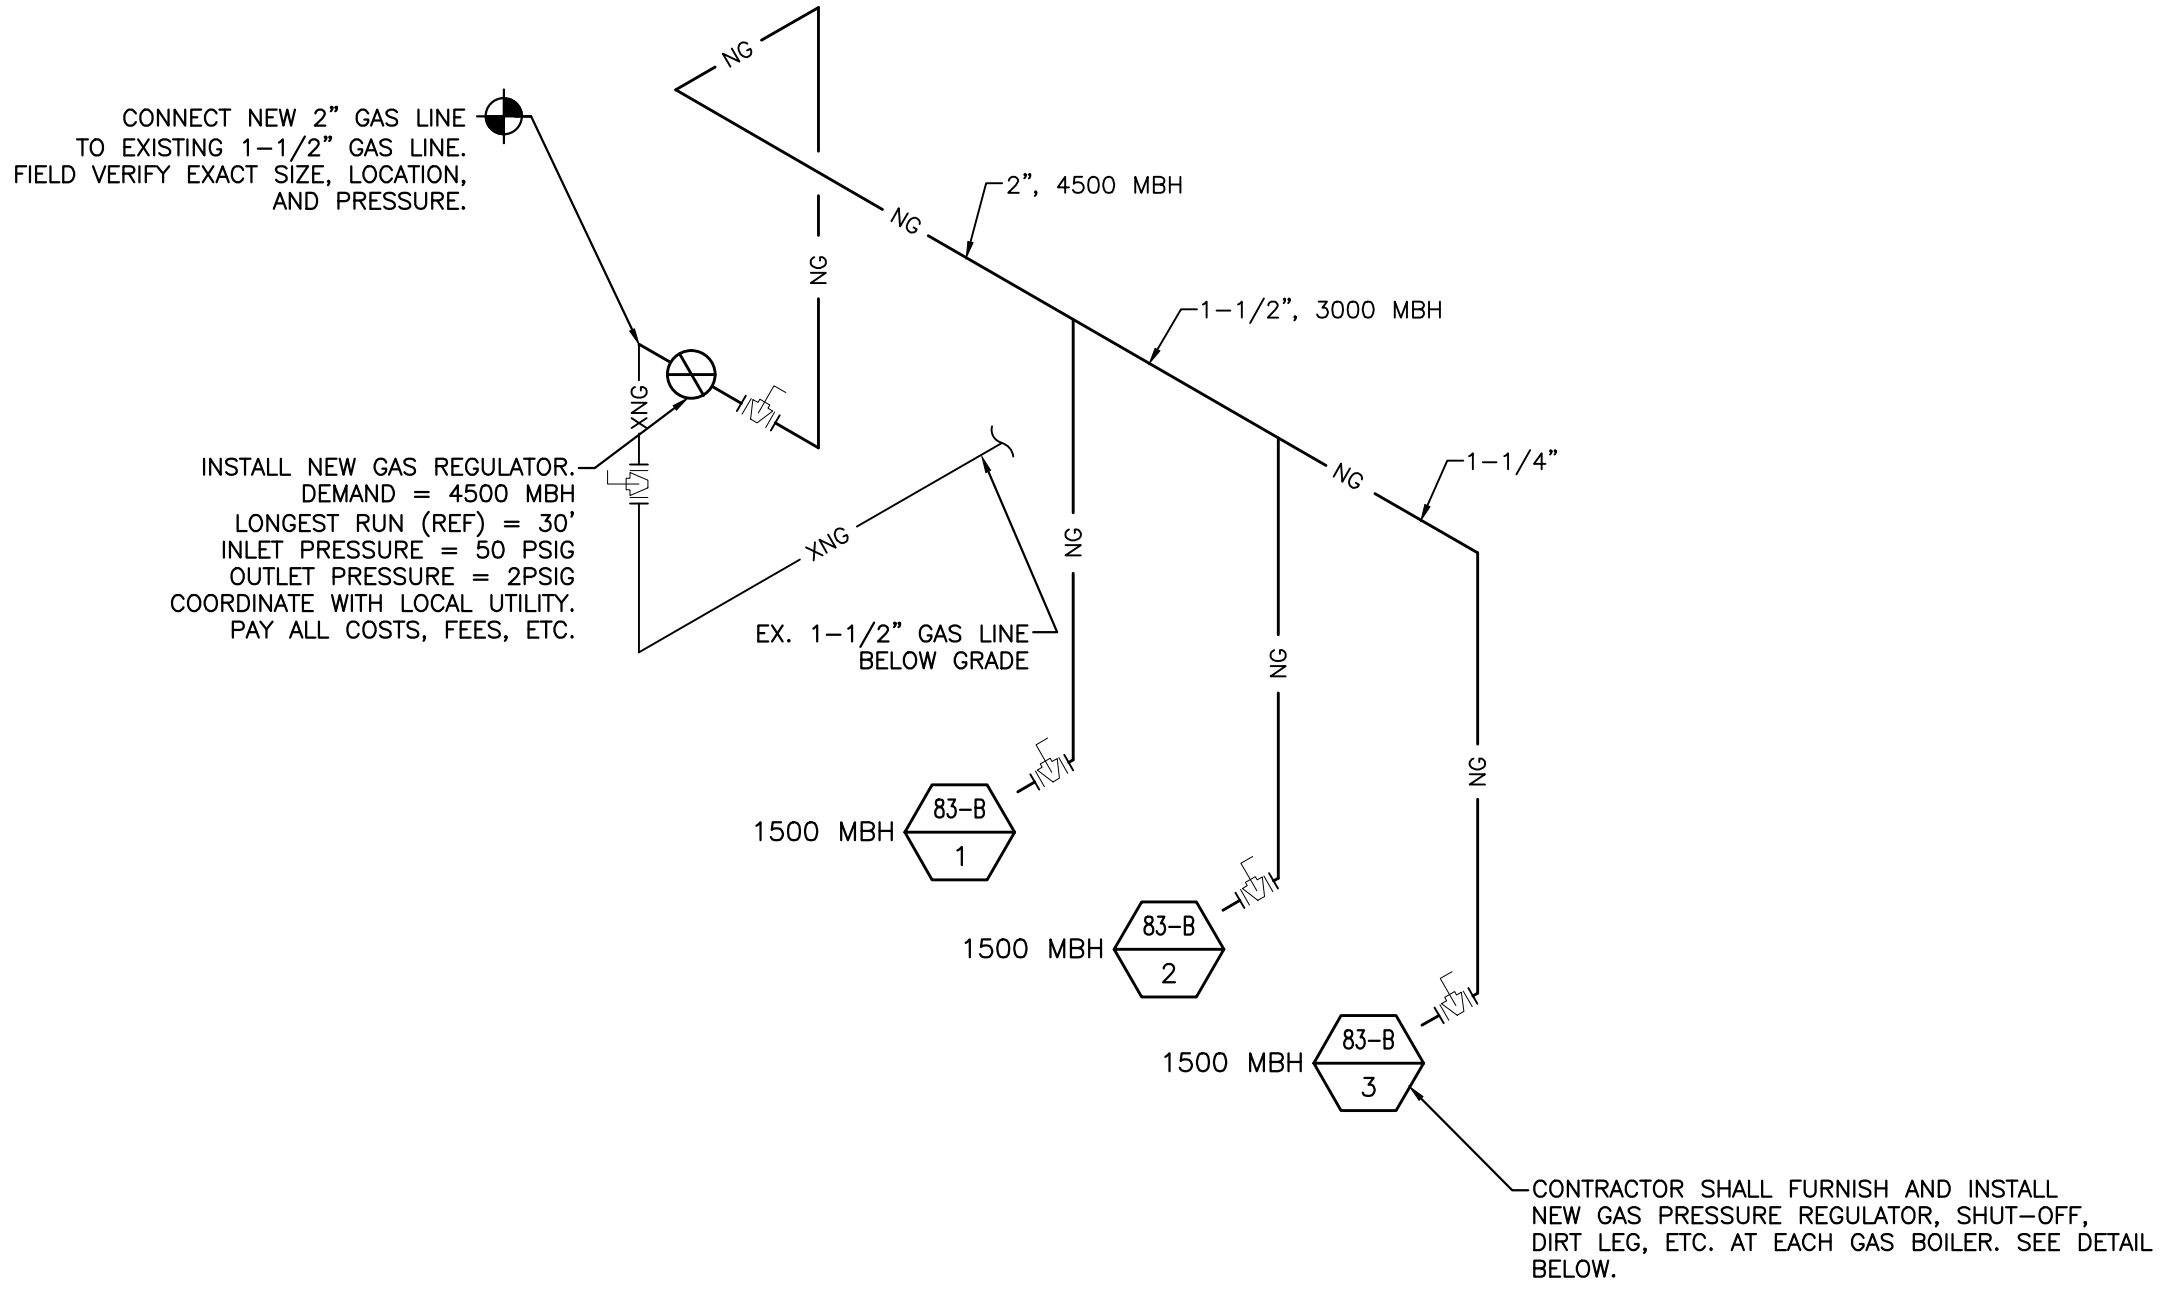 NG
CONNECT NEW 2" GAS LINE
TO EXISTING 1-1/2" GAS LINE.
FIELD VERIFY EXACT SIZE, LOCATION,
AND PRESSURE.
2", 4500 MBH
NG
NG
1-1/2", 3000 MBH
XNG
INSTALL NEW GAS REGULATOR.
DEMAND = 4500 MBH
LONGEST RUN (REF) = 30'
INLET PRESSURE = 50 PSIG
OUTLET PRESSURE = 2PSIG
COORDINATE WITH LOCAL UTILITY.
PAY ALL COSTS, FEES, ETC.
NG
1-1/4"
XNG
NG
EX. 1-1/2" GAS LINE
BELOW GRADE
NG
NG
1500 MBH
83-B
1
1500 MBH
83-B
2
1500 MBH
83-B
3
CONTRACTOR SHALL FURNISH AND INSTALL
NEW GAS PRESSURE REGULATOR, SHUT-OFF,
DIRT LEG, ETC. AT EACH GAS BOILER. SEE DETAIL
BELOW.